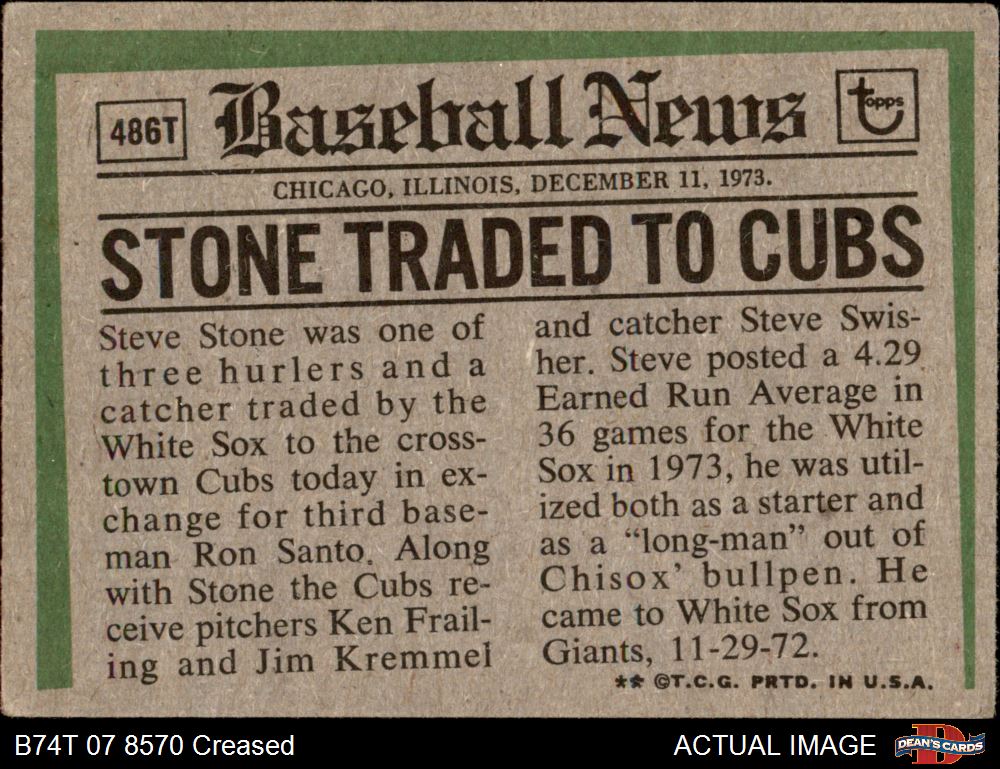 486T
Baseball News
topps
CHICAGO, ILLINOIS, DECEMBER 11, 1973.
STONE TRADED TO CUBS
Steve Stone was one of
three hurlers and a
catcher traded by the
White Sox to the cross-
town Cubs today in ex-
change for third base-
man Ron Santo. Along
with Stone the Cubs re-
ceive pitchers Ken Frail-
ing and Jim Kremmel
and catcher Steve Swis-
her. Steve posted a 4.29
Earned Run Average in
36 games for the White
Sox in 1973, he was util-
ized both as a starter and
as a “long-man” out of
Chisox’ bullpen. He
came to White Sox from
Giants, 11-29-72.
** ©T.C.G. PRTD. IN U.S.A.
B74T 07 8570 Creased
ACTUAL IMAGE
DEAN'S CARDS